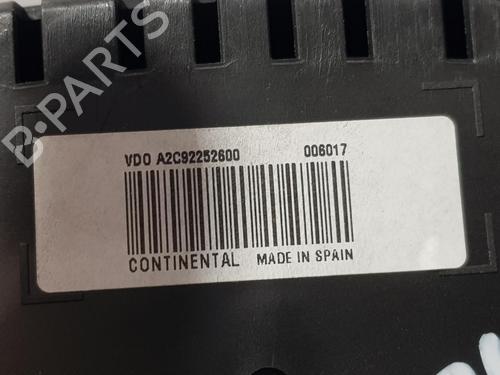 B-PARTS
VDO A2C92252600 006017
CONTINENTAL MADE IN SPAIN